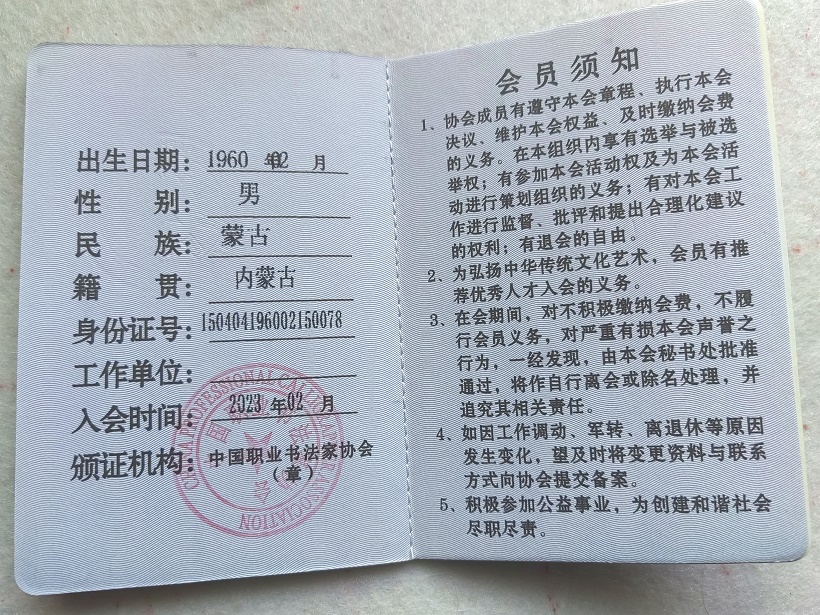 出生日期：1960 年02 月
性 别：男
民 族：蒙古
籍 贯：内蒙古
身份证号：150404196002150078
工作单位：
入会时间：2023 年02 月
颁证机构：中国职业书法家协会
（章）
CHINA PROFESSIONAL CALLIGRAPHER ASSOCIATION
会员须知
1、协会成员有遵守本会章程、执行本会
决议、维护本会权益、及时缴纳会费
的义务。在本组织内享有选举与被选
举权；有参加本会活动权及为本会活
动进行策划组织的义务；有对本会工
作进行监督、批评和提出合理化建议
的权利；有退会的自由。
2、为弘扬中华传统文化艺术，会员有推
荐优秀人才入会的义务。
3、在会期间，对不积极缴纳会费，不履
行会员义务，对严重有损本会声誉之
行为，一经发现，由本会秘书处批准
通过，将作自行离会或除名处理，并
追究其相关责任。
4、如因工作调动、军转、离退休等原因
发生变化，望及时将变更资料与联系
方式向协会提交备案。
5、积极参加公益事业，为创建和谐社会
尽职尽责。